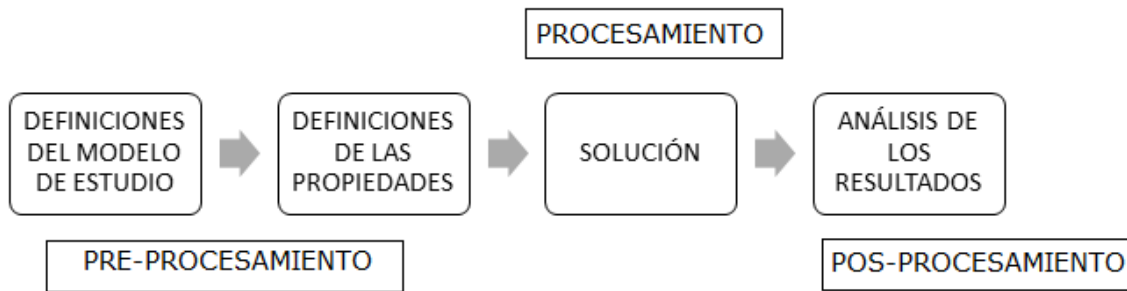 PROCESAMIENTO
DEFINICIONES
DEL MODELO
DE ESTUDIO
DEFINICIONES
DE LAS
PROPIEDADES
SOLUCIÓN
ANÁLISIS DE
LOS
RESULTADOS
PRE-PROCESAMIENTO
POS-PROCESAMIENTO